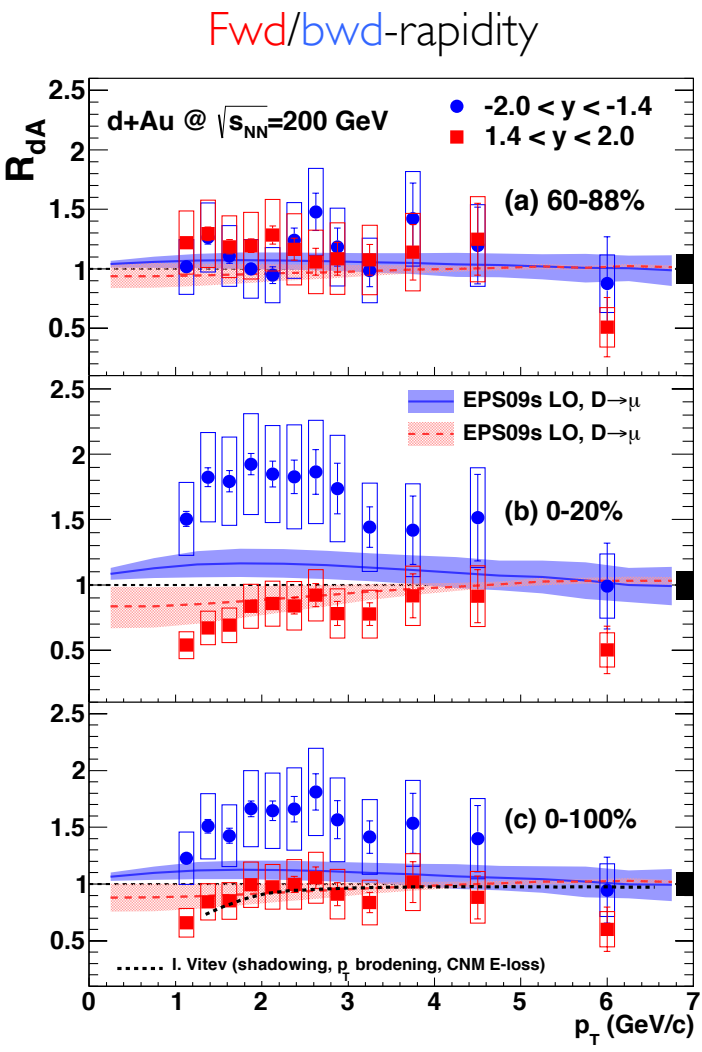 Fwd/bwd-rapidity
R_dA
2.5
2
1.5
1
0.5
d+Au @ √s_NN=200 GeV
-2.0 < y < -1.4
1.4 < y < 2.0
(a) 60-88%
2.5
2
1.5
1
0.5
EPS09s LO, D→μ
EPS09s LO, D→μ
(b) 0-20%
2.5
2
1.5
1
0.5
(c) 0-100%
I. Vitev (shadowing, p_T brodening, CNM E-loss)
0 1 2 3 4 5 6 7
p_T (GeV/c)